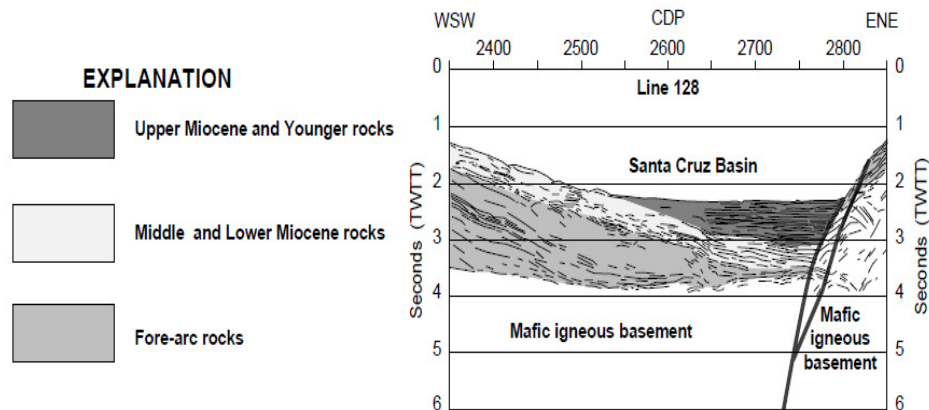 EXPLANATION
Upper Miocene and Younger rocks
Middle and Lower Miocene rocks
Fore-arc rocks
WSW CDP ENE
2400 2500 2600 2700 2800
Line 128
Santa Cruz Basin
Mafic igneous basement
Mafic
igneous
basement
Seconds (TWTT)
0
1
2
3
4
5
6
Seconds (TWTT)
0
1
2
3
4
5
6